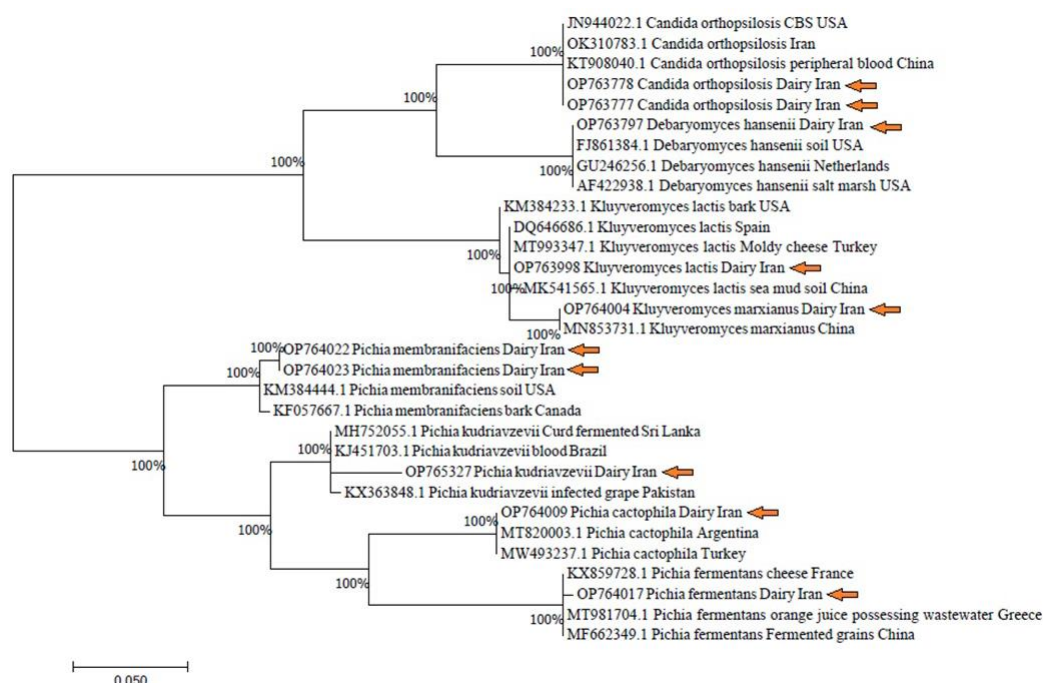 JN944022.1 Candida orthopsilosis CBS USA
100%
OK310783.1 Candida orthopsilosis Iran
KT908040.1 Candida orthopsilosis peripheral blood China
OP763778 Candida orthopsilosis Dairy Iran
100%
OP763777 Candida orthopsilosis Dairy Iran
OP763797 Debaryomyces hansenii Dairy Iran
FJ861384.1 Debaryomyces hansenii soil USA
100%
GU246256.1 Debaryomyces hansenii Netherlands
100%
AF422938.1 Debaryomyces hansenii salt marsh USA
KM384233.1 Kluyveromyces lactis bark USA
DQ646686.1 Kluyveromyces lactis Spain
MT993347.1 Kluyveromyces lactis Moldy cheese Turkey
100%
OP763998 Kluyveromyces lactis Dairy Iran
100%
MK541565.1 Kluyveromyces lactis sea mud soil China
OP764004 Kluyveromyces marxianus Dairy Iran
MN853731.1 Kluyveromyces marxianus China
100%
100%
OP764022 Pichia membranifaciens Dairy Iran
OP764023 Pichia membranifaciens Dairy Iran
100%
KM384444.1 Pichia membranifaciens soil USA
KF057667.1 Pichia membranifaciens bark Canada
MH752055.1 Pichia kudriavzevii Curd fermented Sri Lanka
100%
KJ451703.1 Pichia kudriavzevii blood Brazil
100%
OP765327 Pichia kudriavzevii Dairy Iran
KX363848.1 Pichia kudriavzevii infected grape Pakistan
OP764009 Pichia cactophila Dairy Iran
100%
100%
MT820003.1 Pichia cactophila Argentina
MW493237.1 Pichia cactophila Turkey
KX859728.1 Pichia fermentans cheese France
100%
OP764017 Pichia fermentans Dairy Iran
MT981704.1 Pichia fermentans orange juice possessing wastewater Greece
100%
MF662349.1 Pichia fermentans Fermented grains China
0.050